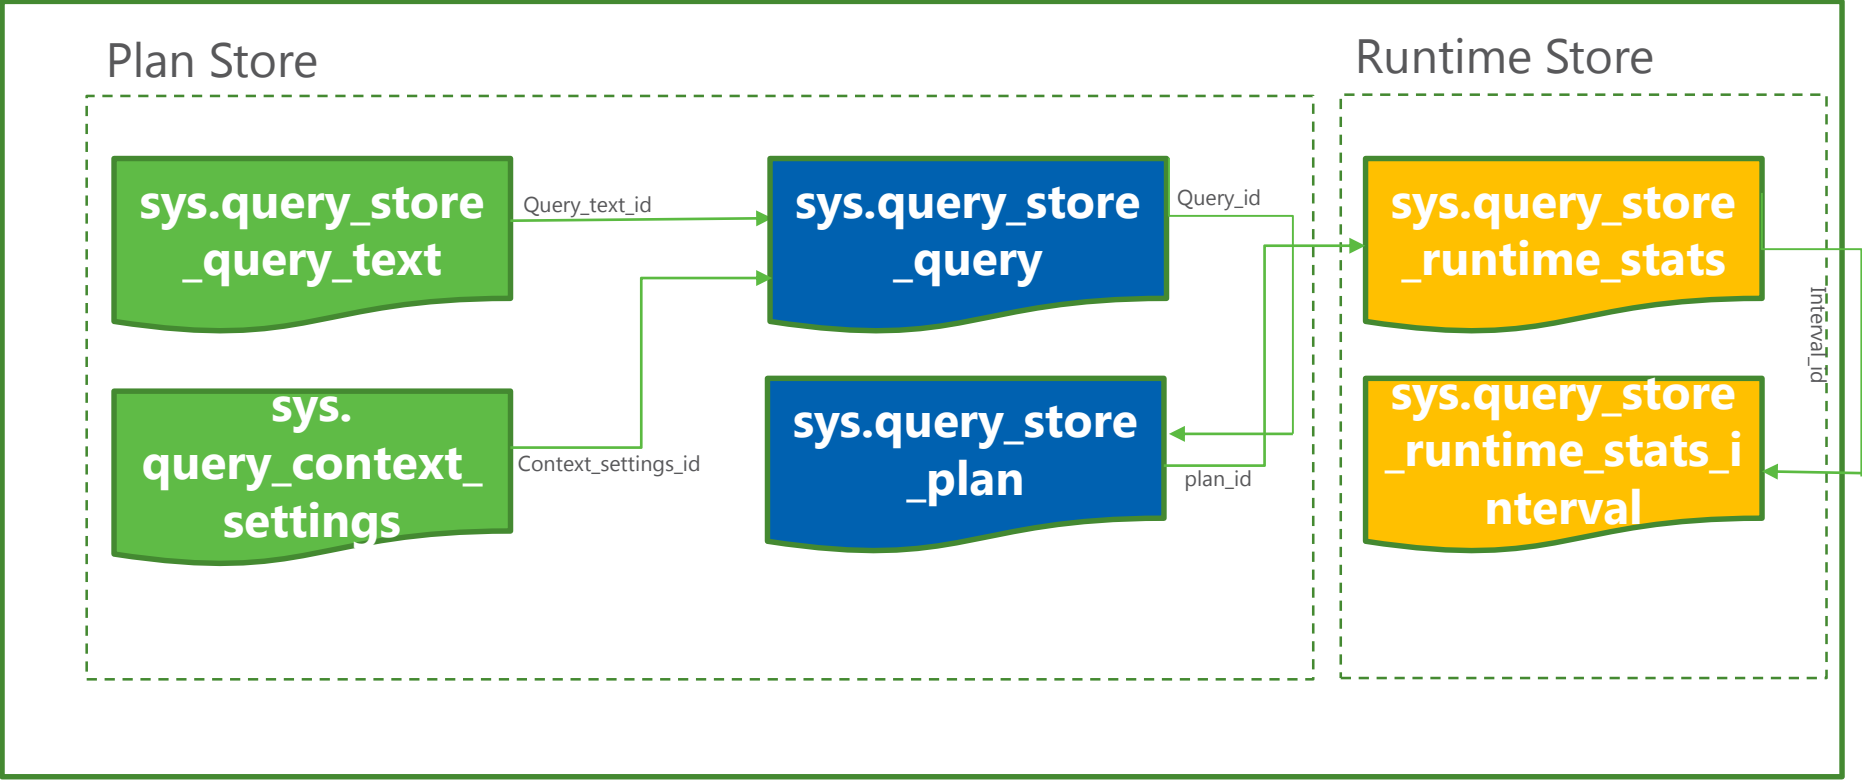 Plan Store
Runtime Store
sys.query_store
_query_text
Query_text_id
sys.query_store
_query
Query_id
sys.query_store
_runtime_stats
Interval_id
sys.
query_context_
settings
Context_settings_id
sys.query_store
_plan
plan_id
sys.query_store
_runtime_stats_i
nterval